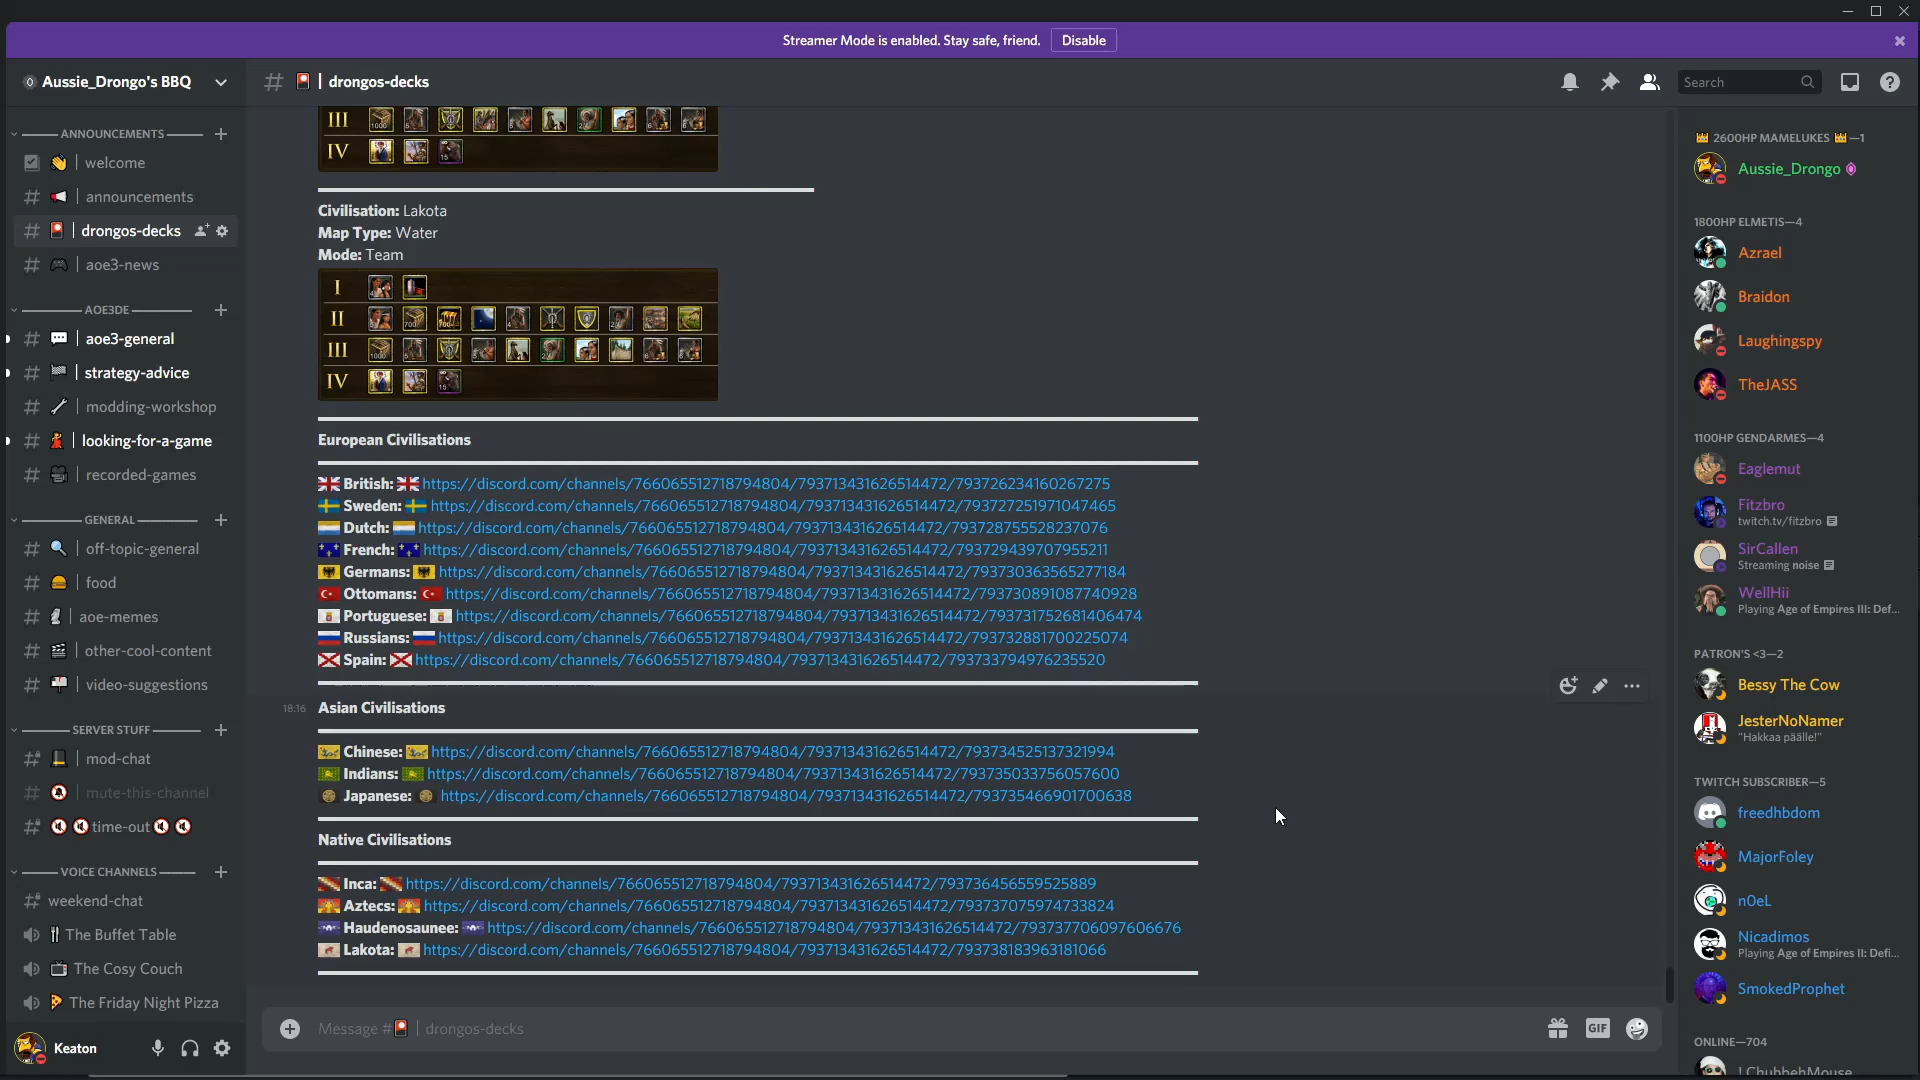 Streamer Mode is enabled. Stay safe, friend.
Disable
Aussie_Drongo's BBQ
ANNOUNCEMENTS
welcome
announcements
drongos-decks
aoe3-news
AOE3DE
aoe3-general
strategy-advice
modding-workshop
looking-for-a-game
recorded-games
GENERAL
off-topic-general
food
aoe-memes
other-cool-content
video-suggestions
SERVER STUFF
mod-chat
mute-this-channel
time-out
VOICE CHANNELS
weekend-chat
The Buffet Table
The Cosy Couch
The Friday Night Pizza
Keaton
drongos-decks
Search
III
1000
IV
15
Civilisation: Lakota
Map Type: Water
Mode: Team
I
II
700
700
III
1000
IV
15
European Civilisations
British: https://discord.com/channels/766065512718794804/793713431626514472/793726234160267275
Sweden: https://discord.com/channels/766065512718794804/793713431626514472/793727251971047465
Dutch: https://discord.com/channels/766065512718794804/793713431626514472/793728755528237076
French: https://discord.com/channels/766065512718794804/793713431626514472/793729439707955211
Germans: https://discord.com/channels/766065512718794804/793713431626514472/793730363565277184
Ottomans: https://discord.com/channels/766065512718794804/793713431626514472/793730891087740928
Portuguese: https://discord.com/channels/766065512718794804/793713431626514472/793731752681406474
Russians: https://discord.com/channels/766065512718794804/793713431626514472/793732881700225074
Spain: https://discord.com/channels/766065512718794804/793713431626514472/793733794976235520
18:16
Asian Civilisations
Chinese: https://discord.com/channels/766065512718794804/793713431626514472/793734525137321994
Indians: https://discord.com/channels/766065512718794804/793713431626514472/793735033756057600
Japanese: https://discord.com/channels/766065512718794804/793713431626514472/793735466901700638
Native Civilisations
Inca: https://discord.com/channels/766065512718794804/793713431626514472/793736456559525889
Aztecs: https://discord.com/channels/766065512718794804/793713431626514472/793737075974733824
Haudenosaunee: https://discord.com/channels/766065512718794804/793713431626514472/793737706097606676
Lakota: https://discord.com/channels/766065512718794804/793713431626514472/793738183963181066
Message # | drongos-decks
GIF
2600HP MAMELUKES —1
Aussie_Drongo
1800HP ELMETIS—4
Azrael
Braidon
Laughingspy
TheJASS
1100HP GENDARMES—4
Eaglemut
Fitzbro
twitch.tv/fitzbro
SirCallen
Streaming noise
WellHii
Playing Age of Empires III: Def...
PATRON'S <3—2
Bessy The Cow
JesterNoNamer
"Hakkaa päälle!"
TWITCH SUBSCRIBER—5
freedhbdom
MajorFoley
n0eL
Nicadimos
Playing Age of Empires II: Defi...
SmokedProphet
ONLINE—704
! ChubbehMouse